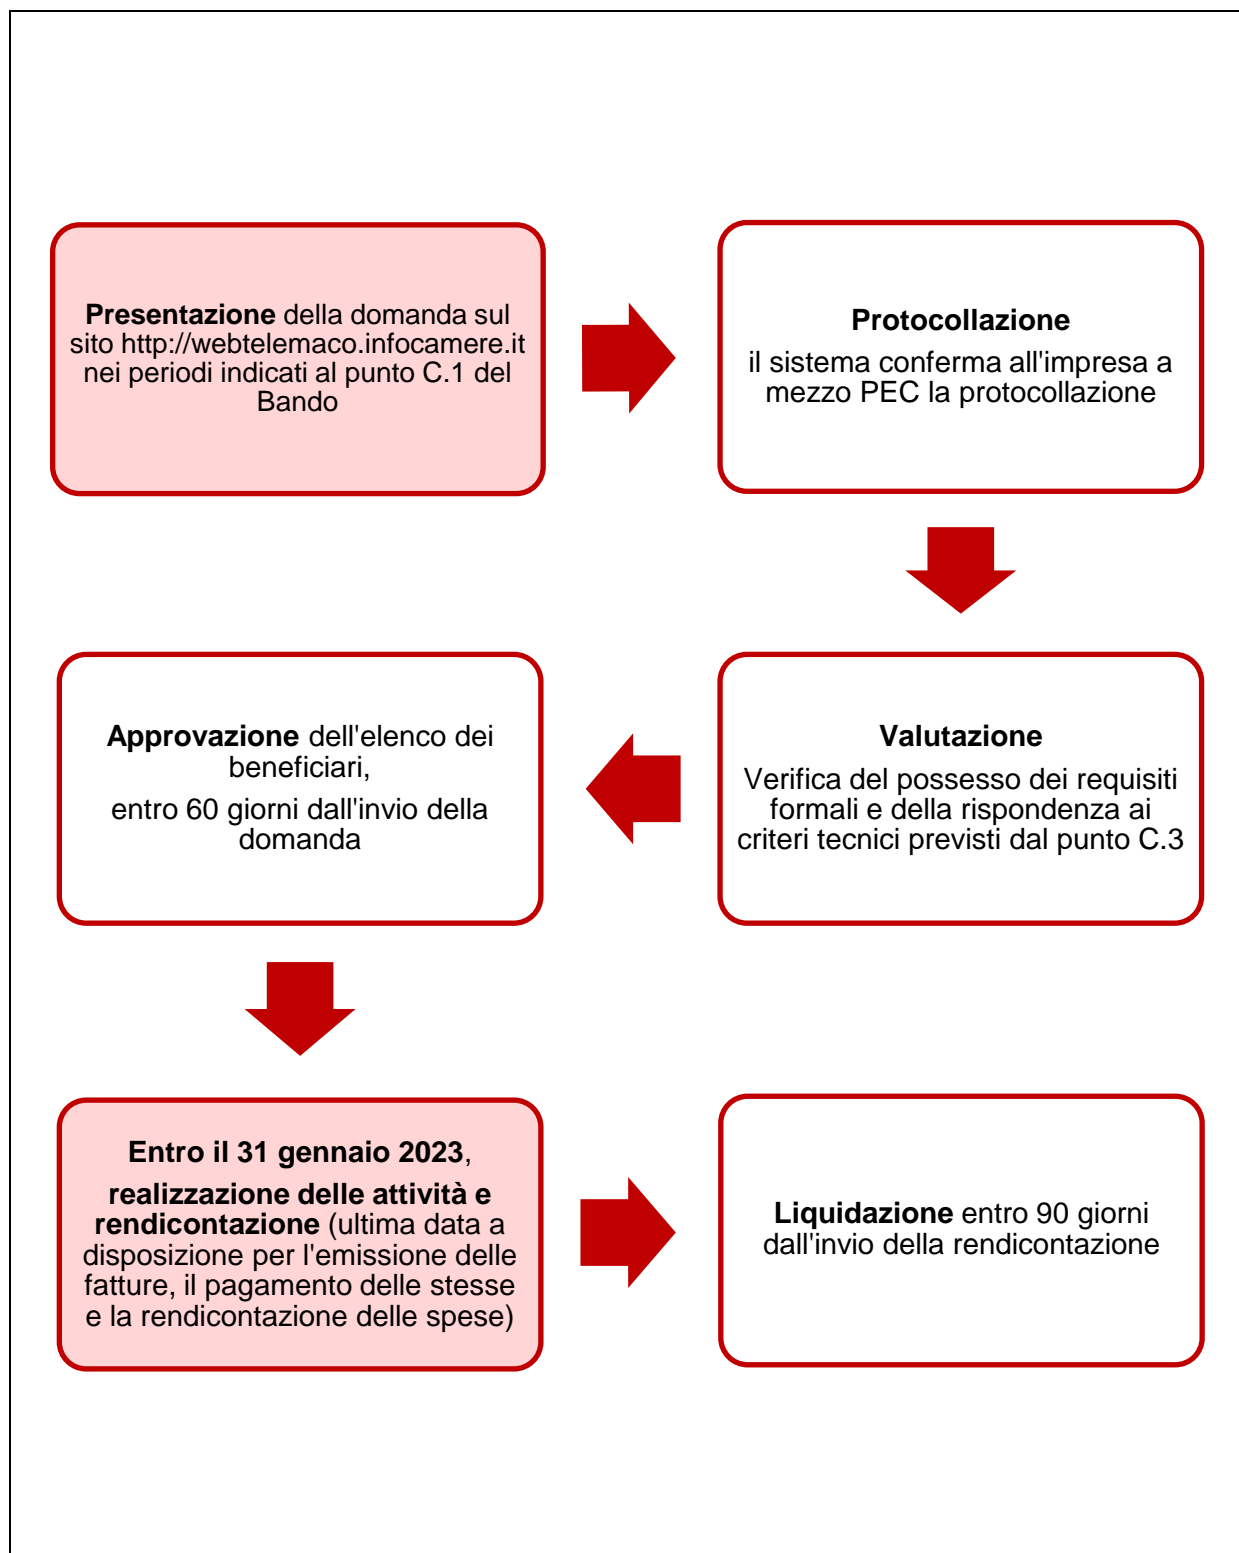 Presentazione della domanda sul
sito http://webtelemaco.infocamere.it
nei periodi indicati al punto C.1 del
Bando
Protocollazione
il sistema conferma all'impresa a
mezzo PEC la protocollazione
Valutazione
Verifica del possesso dei requisiti
formali e della rispondenza ai
criteri tecnici previsti dal punto C.3
Approvazione dell'elenco dei
beneficiari,
entro 60 giorni dall'invio della
domanda
Entro il 31 gennaio 2023,
realizzazione delle attività e
rendicontazione (ultima data a
disposizione per l'emissione delle
fatture, il pagamento delle stesse
e la rendicontazione delle spese)
Liquidazione entro 90 giorni
dall'invio della rendicontazione